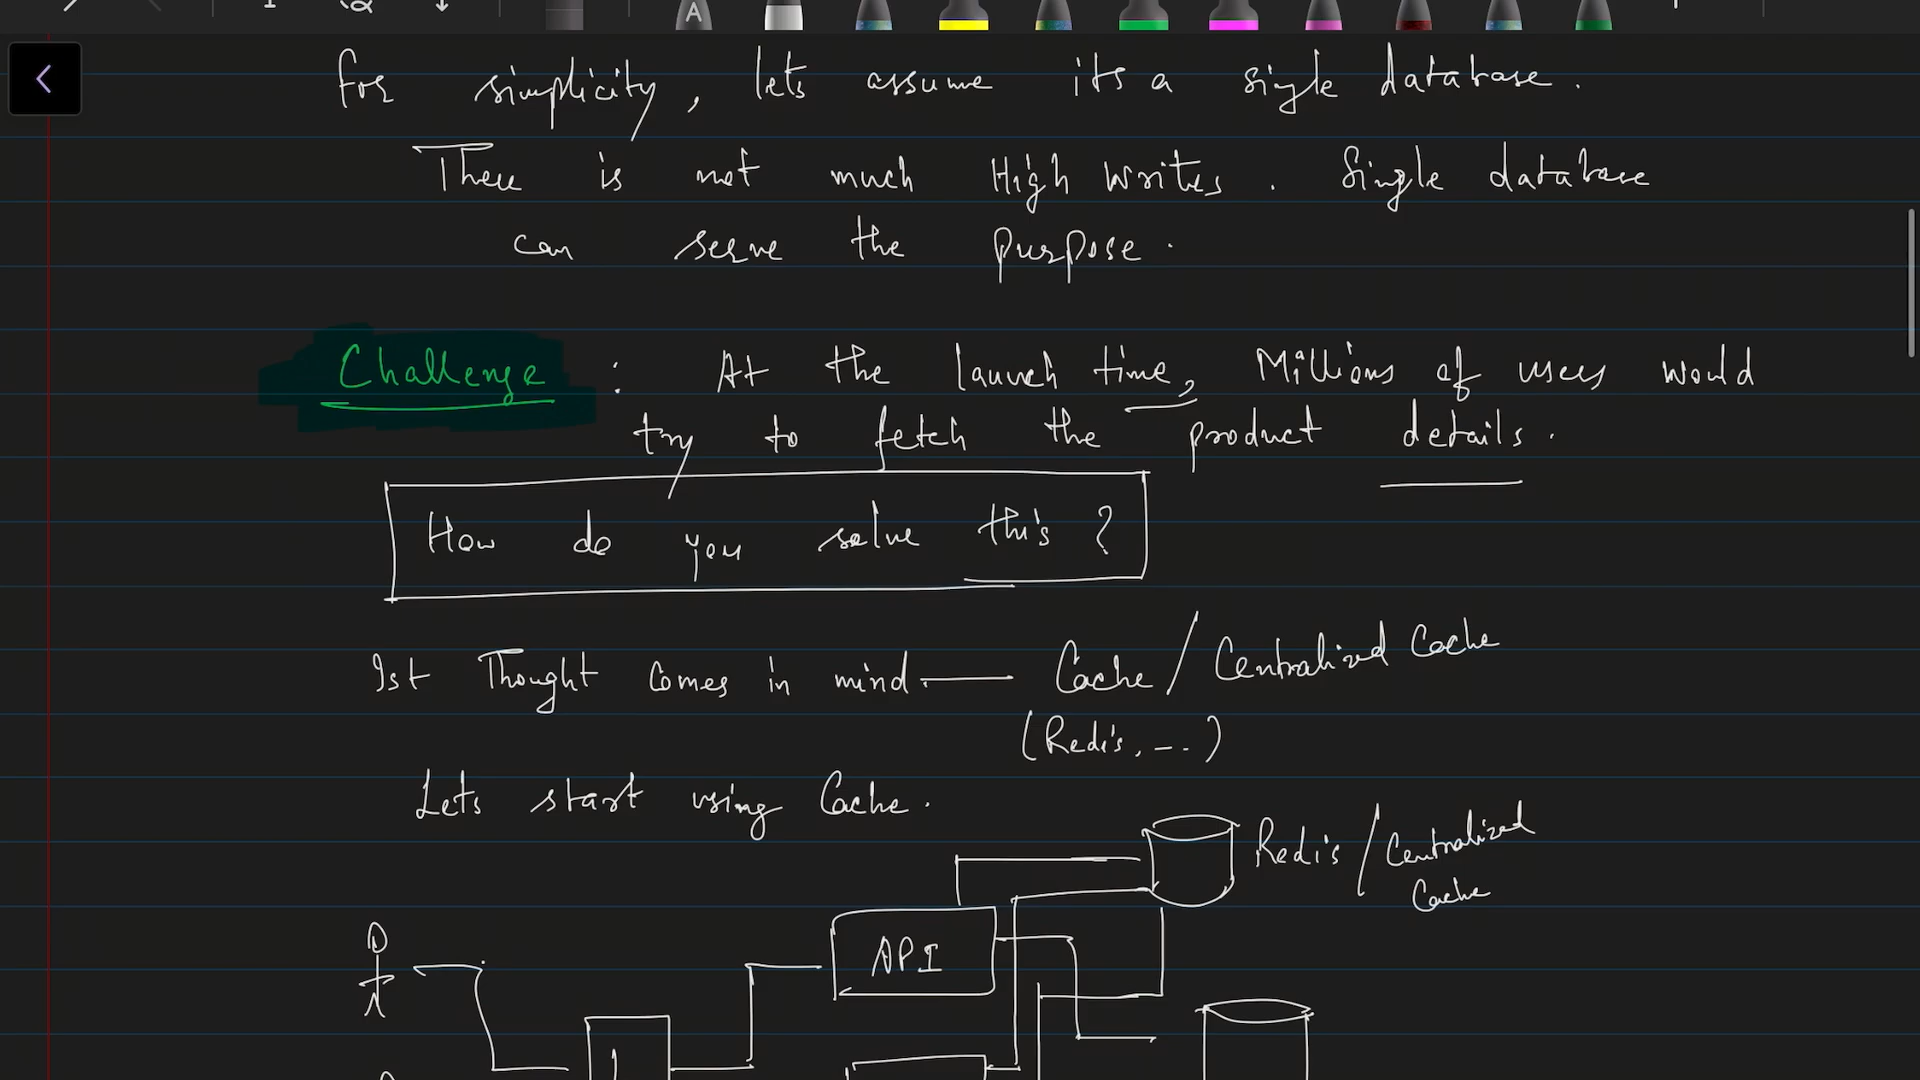 for simplicity, lets assume its a single database.
There is not much High Writes. Single database
can serve the purpose.
Challenge : At the launch time, Millions of users would
try to fetch the product details.
How do you solve this ?
Ist Thought Comes in mind. — Cache / Centralized Cache
(Redis, -- )
Lets start using Cache.
Redis / Centralized
Cache
API
A